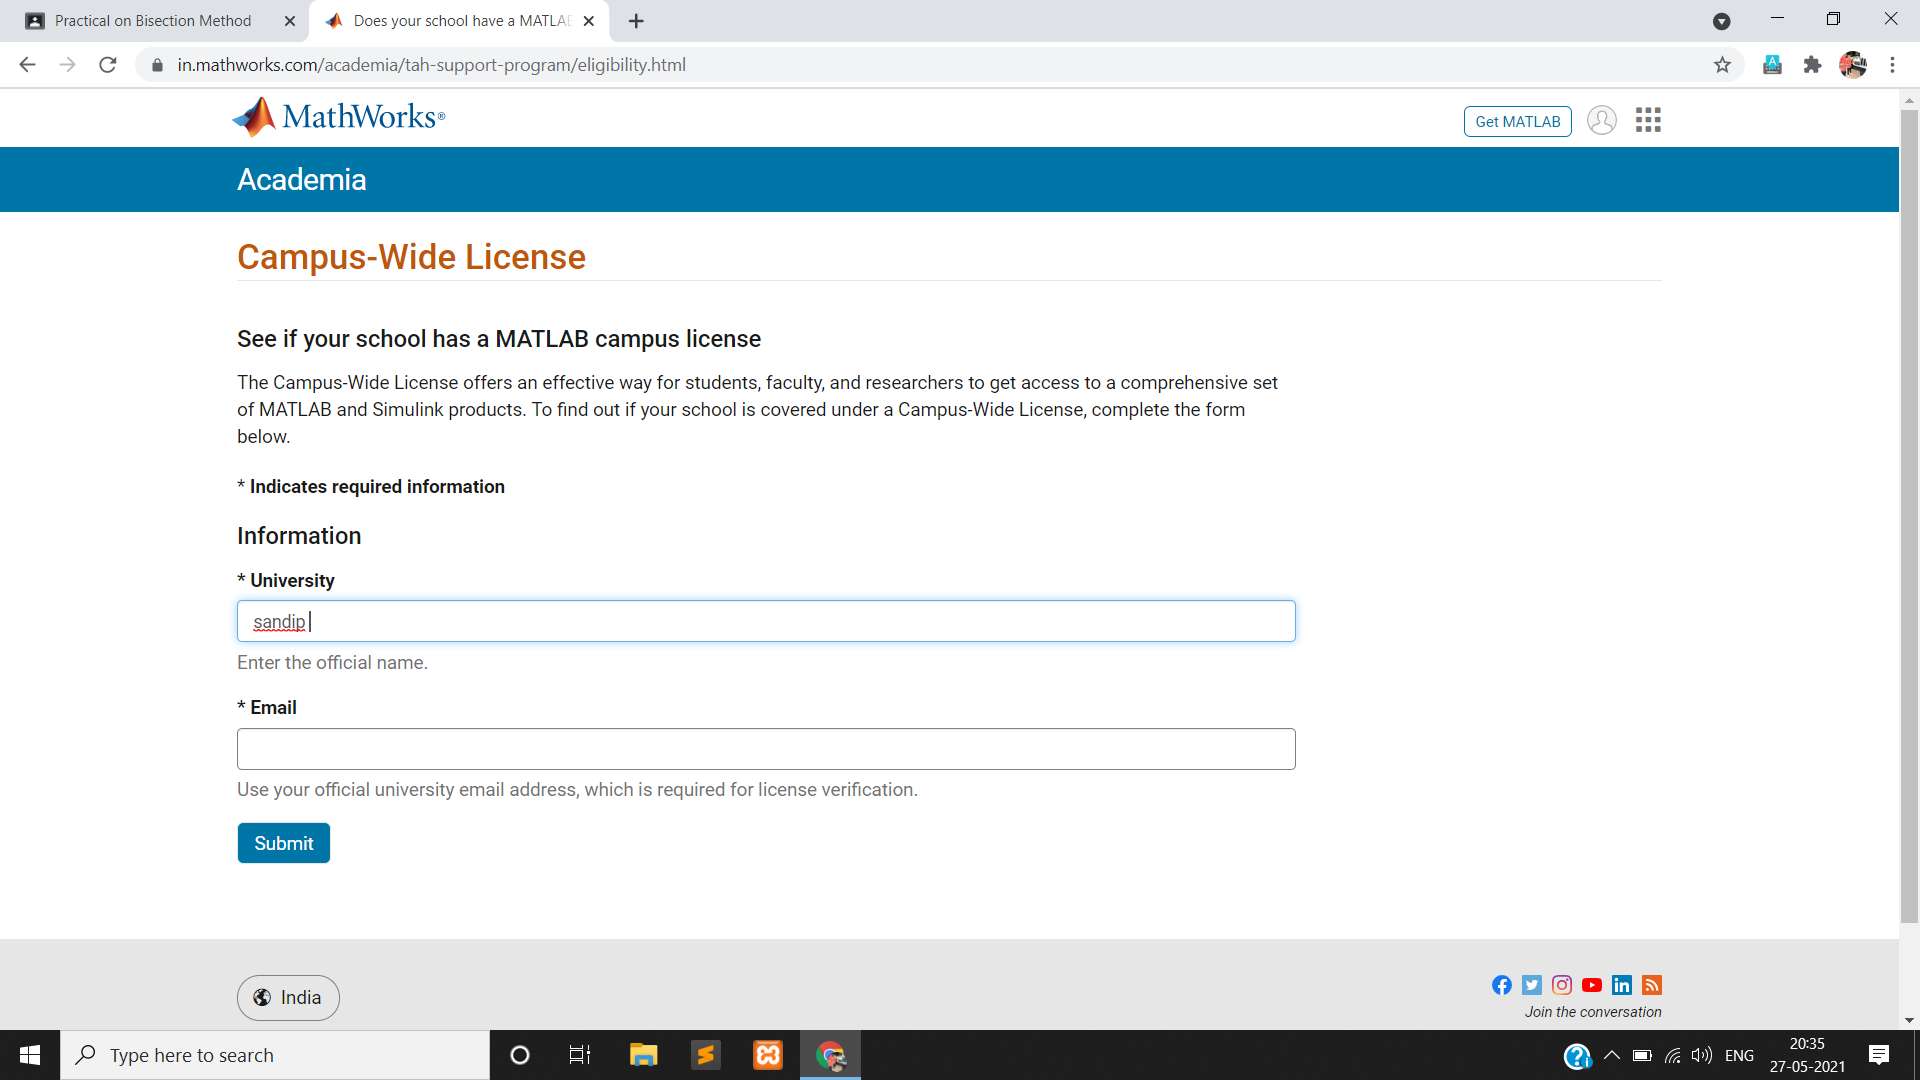 Practical on Bisection Method
Does your school have a MATLA
in.mathworks.com/academia/tah-support-program/eligibility.html
MathWorks®
Get MATLAB
Academia
Campus-Wide License
See if your school has a MATLAB campus license
The Campus-Wide License offers an effective way for students, faculty, and researchers to get access to a comprehensive set
of MATLAB and Simulink products. To find out if your school is covered under a Campus-Wide License, complete the form
below.
* Indicates required information
Information
* University
sandip
Enter the official name.
* Email
Use your official university email address, which is required for license verification.
Submit
India
Join the conversation
Type here to search
ENG
20:35
27-05-2021